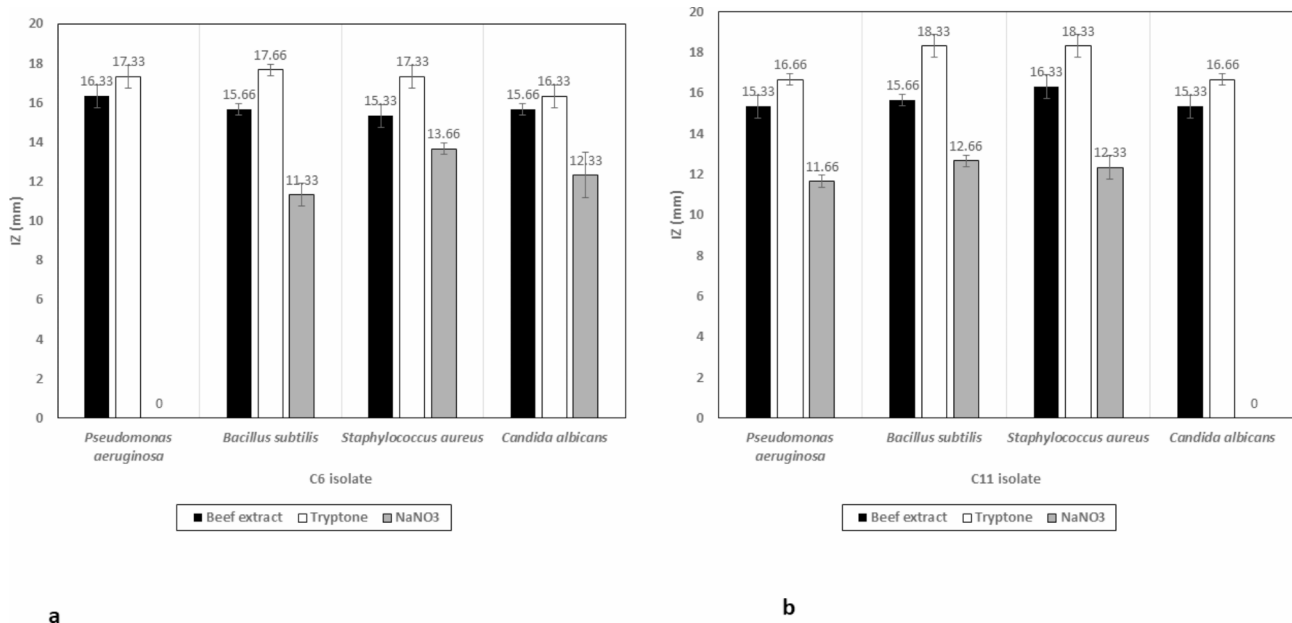 20
18
16
14
12
10
8
6
4
2
0
IZ (mm)
16.33
17.33
0
15.66
17.66
11.33
15.33
17.33
13.66
15.66
16.33
12.33
Pseudomonas
aeruginosa
Bacillus subtilis
Staphylococcus aureus
Candida albicans
C6 isolate
Beef extract
Tryptone
NaNO3
a
20
18
16
14
12
10
8
6
4
2
0
IZ (mm)
15.33
16.66
11.66
15.66
18.33
12.66
16.33
18.33
12.33
15.33
16.66
0
Pseudomonas
aeruginosa
Bacillus subtilis
Staphylococcus aureus
Candida albicans
C11 isolate
Beef extract
Tryptone
NaNO3
b